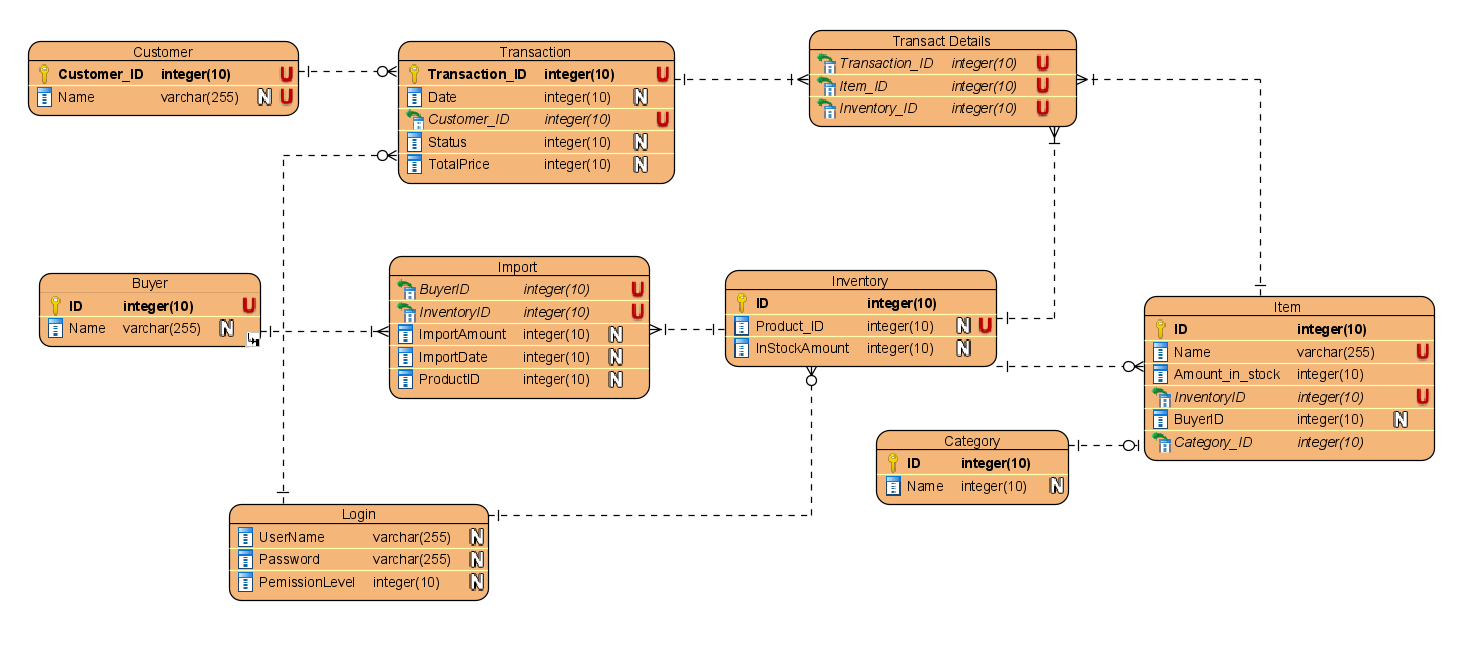 Customer
Customer_ID integer(10) U
Name varchar(255) N U
Transaction
Transaction_ID integer(10) U
Date integer(10) N
Customer_ID integer(10) U
Status integer(10) N
TotalPrice integer(10) N
Transact Details
Transaction_ID integer(10) U
Item_ID integer(10) U
Inventory_ID integer(10) U
Buyer
ID integer(10) U
Name varchar(255) N
Import
BuyerID integer(10) U
InventoryID integer(10) U
ImportAmount integer(10) N
ImportDate integer(10) N
ProductID integer(10) N
Inventory
ID integer(10)
Product_ID integer(10) N U
InStockAmount integer(10) N
Item
ID integer(10)
Name varchar(255) U
Amount_in_stock integer(10)
InventoryID integer(10) U
BuyerID integer(10) N
Category_ID integer(10)
Category
ID integer(10)
Name integer(10) N
Login
UserName varchar(255) N
Password varchar(255) N
PemissionLevel integer(10) N